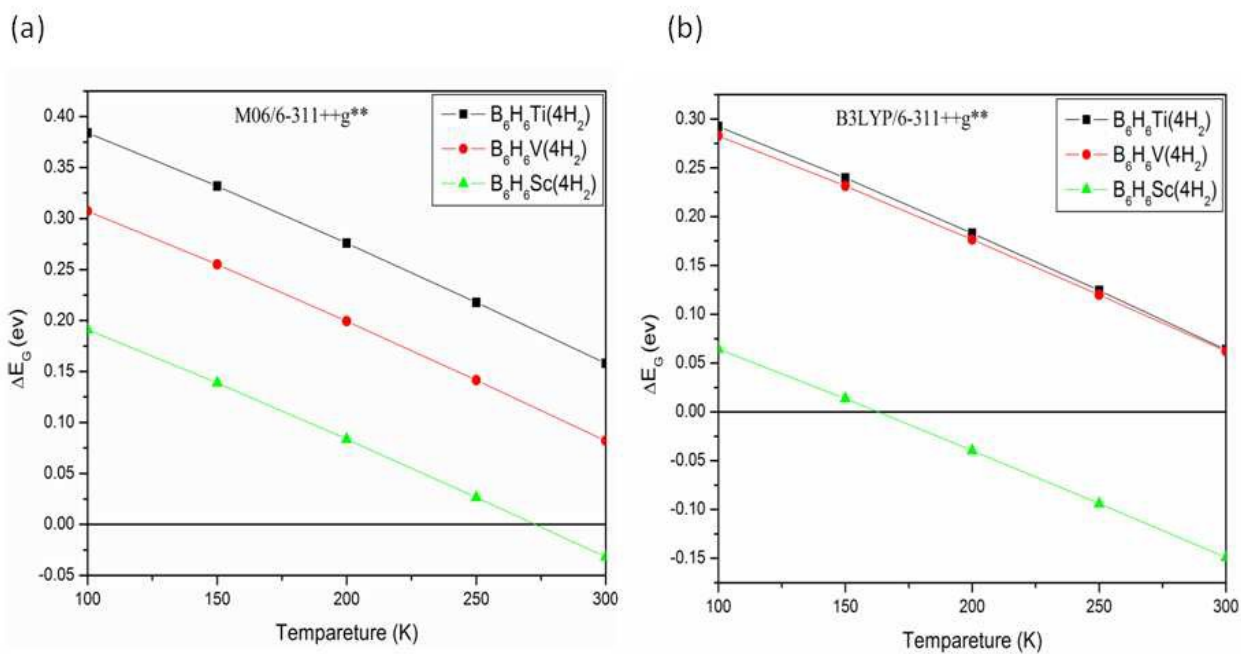 (a)
(b)
M06/6-311++g**
B₆H₆Ti(4H₂)
B₆H₆V(4H₂)
B₆H₆Sc(4H₂)
0.40
0.35
0.30
0.25
0.20
0.15
0.10
0.05
0.00
-0.05
ΔE_G (ev)
100
150
200
250
300
Tempareture (K)
B3LYP/6-311++g**
B₆H₆Ti(4H₂)
B₆H₆V(4H₂)
B₆H₆Sc(4H₂)
0.30
0.25
0.20
0.15
0.10
0.05
0.00
-0.05
-0.10
-0.15
ΔE_G (ev)
100
150
200
250
300
Tempareture (K)